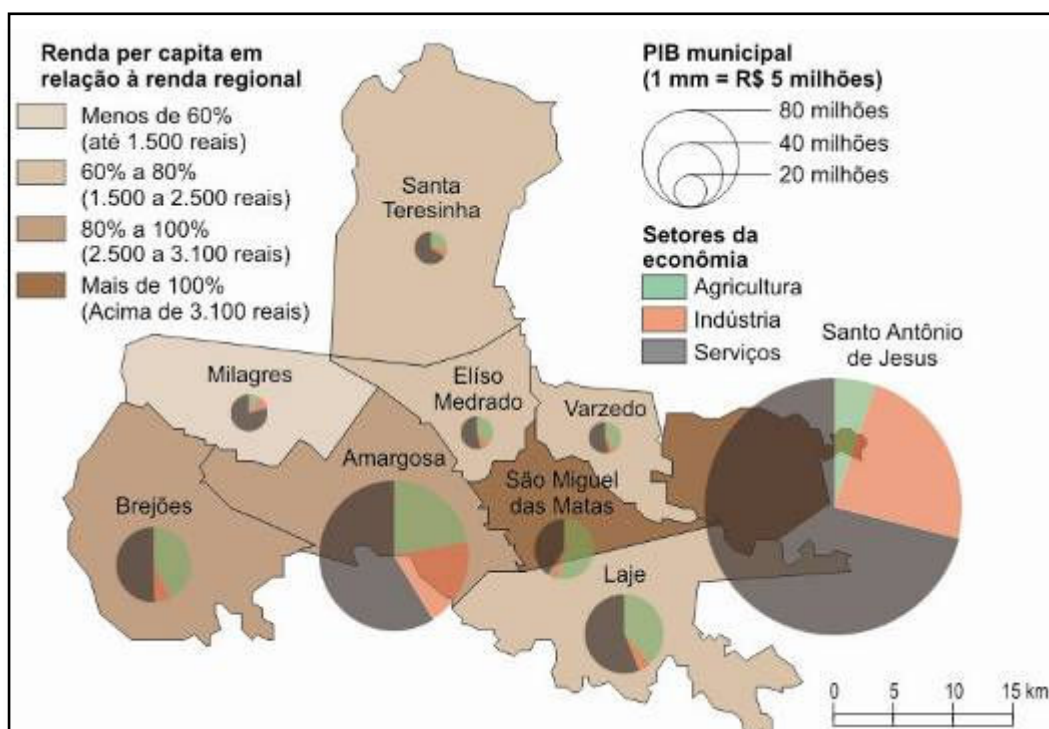 Renda per capita em
relação à renda regional
Menos de 60%
(até 1.500 reais)
60% a 80%
(1.500 a 2.500 reais)
80% a 100%
(2.500 a 3.100 reais)
Mais de 100%
(Acima de 3.100 reais)
PIB municipal
(1 mm = R$ 5 milhões)
80 milhões
40 milhões
20 milhões
Setores da
econômia
Agricultura
Indústria
Serviços
Santa
Teresinha
Milagres
Elíso
Medrado
Varzedo
Santo Antônio
de Jesus
Amargosa
São Miguel
das Matas
Brejões
Laje
0 5 10 15 km